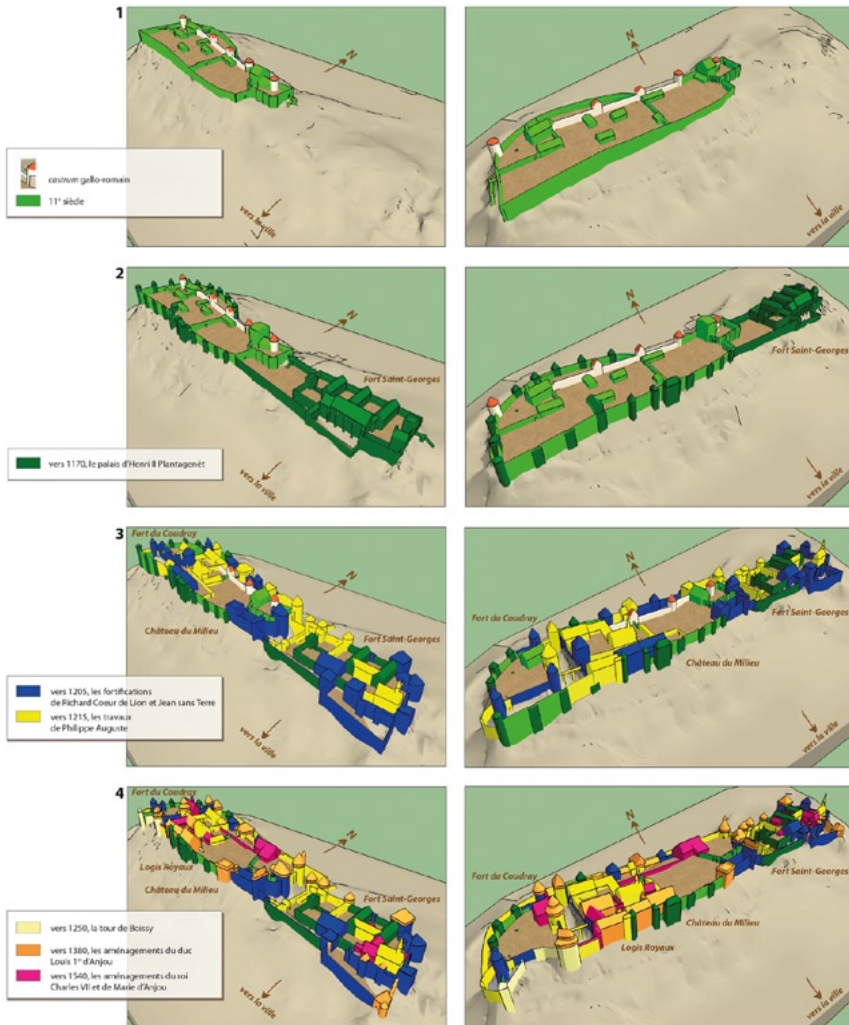 1
N
N
castrum gallo-romain
11e siècle
vers la ville
vers la ville
2
N
N
Fort Saint-Georges
Fort Saint-Georges
vers 1170, le palais d'Henri II Plantagenêt
vers la ville
vers la ville
3
Fort du Coudray
N
N
Fort du Coudray
Château du Milieu
Fort Saint-Georges
Fort Saint-Georges
Château du Milieu
vers 1205, les fortifications
de Richard Coeur de Lion et Jean sans Terre
vers 1215, les travaux
de Philippe Auguste
vers la ville
vers la ville
4
Fort du Coudray
N
N
Fort du Coudray
Logis Royaux
Château du Milieu
Fort Saint-Georges
Fort Saint-Georges
Château du Milieu
Logis Royaux
vers 1250, la tour de Boissy
vers 1380, les aménagements du duc
Louis 1er d'Anjou
vers 1540, les aménagements du roi
Charles VII et de Marie d'Anjou
vers la ville
vers la ville